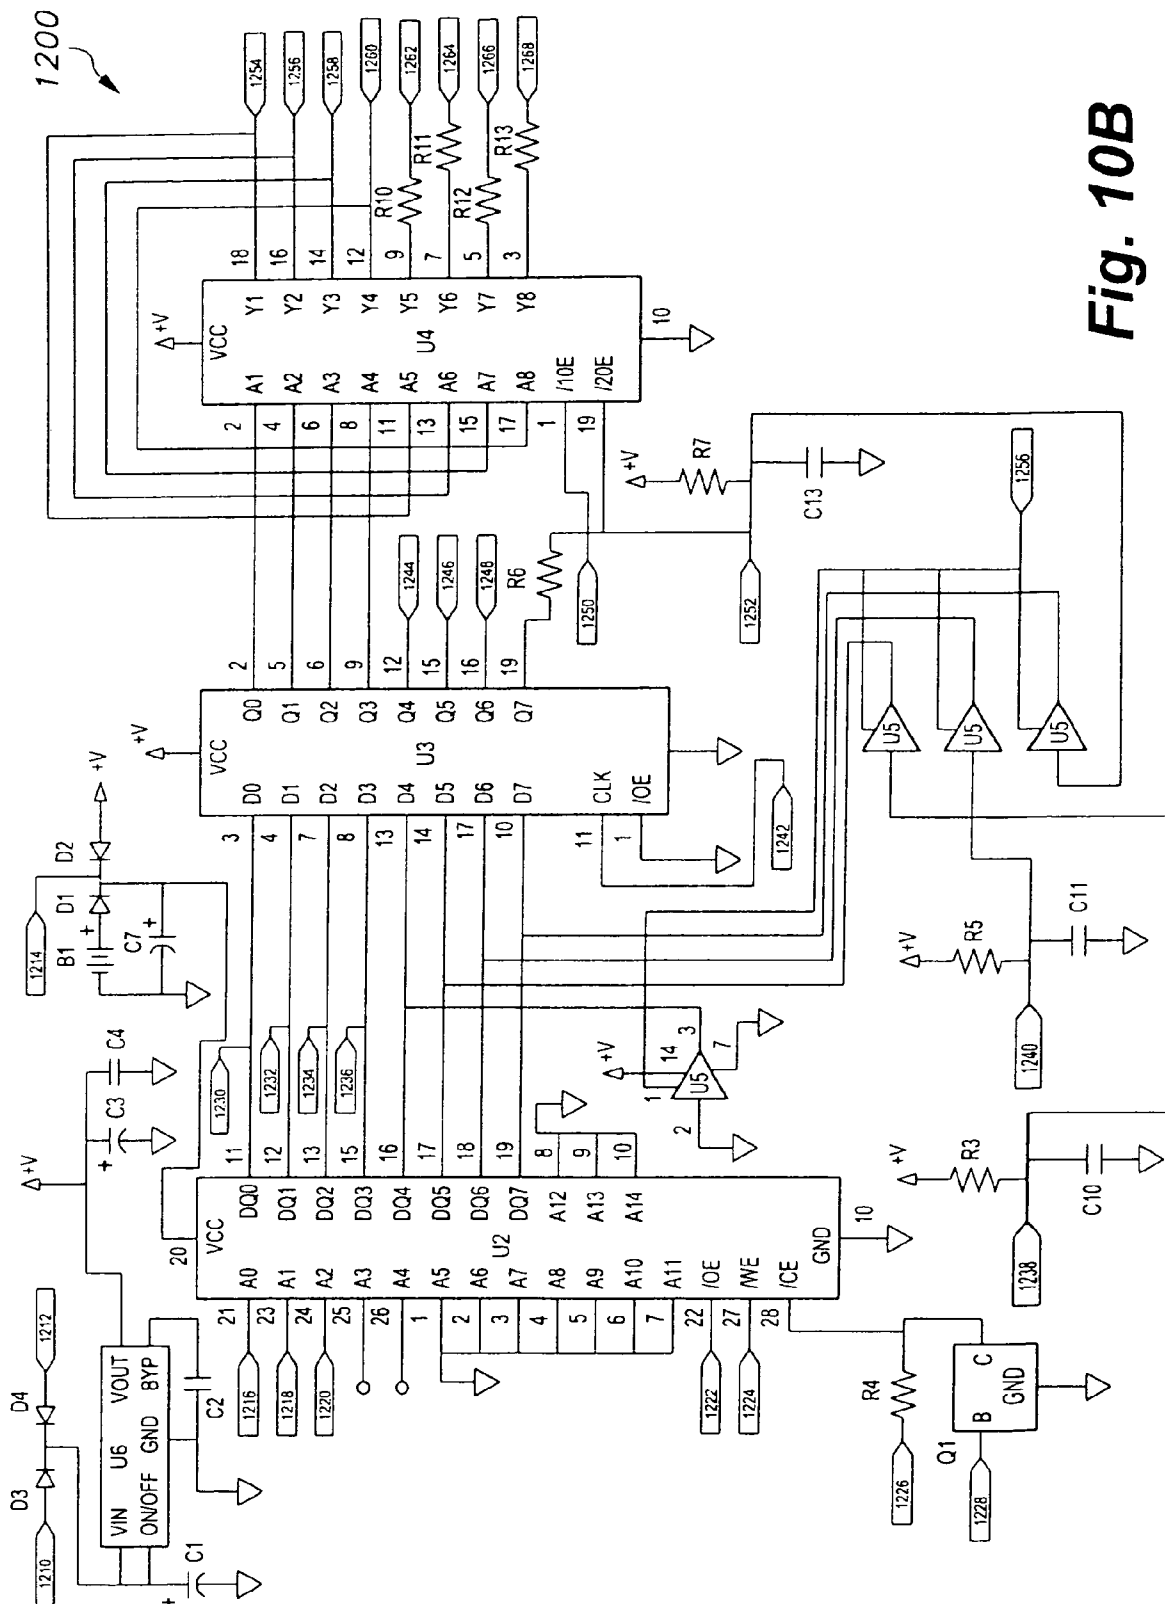 1200
Fig. 10B
1210
D3
D4
1212
VIN U6 VOUT
ON/OFF GND BYP
C1
+
C2
+V
+
C3
C4
1214
B1
+
D1
D2
+V
C7
+
20
VCC
U2
GND
10
21 A0
23 A1
24 A2
25 A3
26 A4
1 A5
2 A6
3 A7
4 A8
5 A9
6 A10
7 A11
22 /OE
27 /WE
28 /CE
DQ0 11
DQ1 12
DQ2 13
DQ3 15
DQ4 16
DQ5 17
DQ6 18
DQ7 19
A12 8
A13 9
A14 10
1216
1218
1220
1222
1224
R4
1226
Q1
B C
GND
1228
1230
1232
1234
1236
+V
VCC
U3
3 D0
4 D1
7 D2
8 D3
13 D4
14 D5
17 D6
10 D7
11 CLK
1 /OE
Q0 2
Q1 5
Q2 6
Q3 9
Q4 12
Q5 15
Q6 16
Q7 19
1242
1244
1246
1248
R6
1250
1252
+V
R7
C13
+V
VCC
U4
10
2 A1
4 A2
6 A3
8 A4
11 A5
13 A6
15 A7
17 A8
1 /10E
19 /20E
Y1 18
Y2 16
Y3 14
Y4 12
Y5 9
Y6 7
Y7 5
Y8 3
R10
R11
R12
R13
1254
1256
1258
1260
1262
1264
1266
1268
+V
1
14
3
U5
7
2
U5
U5
U5
1256
+V
R3
C10
1238
+V
R5
C11
1240